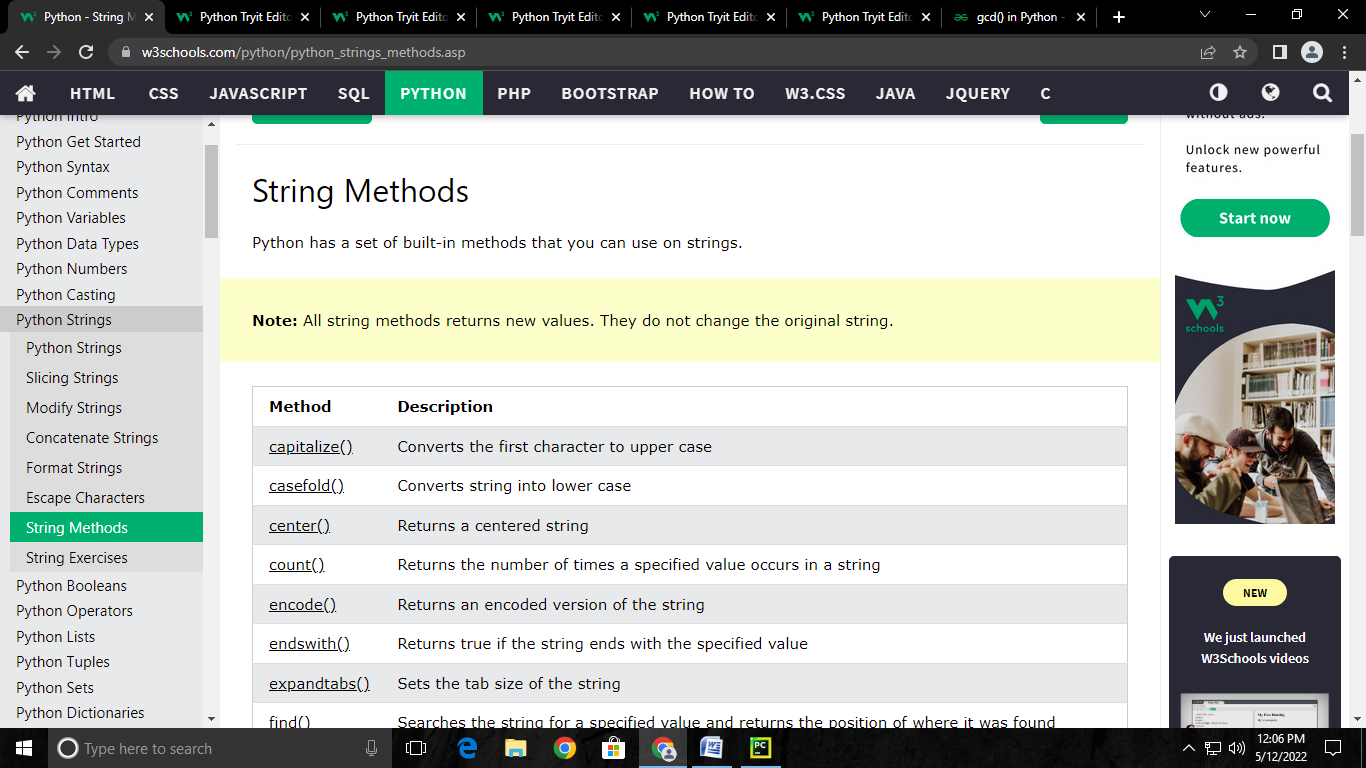 Python - String M
Python Tryit Edito
Python Tryit Edito
Python Tryit Edito
Python Tryit Edito
Python Tryit Edito
gcd() in Python -
w3schools.com/python/python_strings_methods.asp
HTML CSS JAVASCRIPT SQL PYTHON PHP BOOTSTRAP HOW TO W3.CSS JAVA JQUERY C
Python Intro
Python Get Started
Python Syntax
Python Comments
Python Variables
Python Data Types
Python Numbers
Python Casting
Python Strings
Python Strings
Slicing Strings
Modify Strings
Concatenate Strings
Format Strings
Escape Characters
String Methods
String Exercises
Python Booleans
Python Operators
Python Lists
Python Tuples
Python Sets
Python Dictionaries
String Methods
Python has a set of built-in methods that you can use on strings.
Note: All string methods returns new values. They do not change the original string.
Method Description
capitalize() Converts the first character to upper case
casefold() Converts string into lower case
center() Returns a centered string
count() Returns the number of times a specified value occurs in a string
encode() Returns an encoded version of the string
endswith() Returns true if the string ends with the specified value
expandtabs() Sets the tab size of the string
find() Searches the string for a specified value and returns the position of where it was found
without ads.
Unlock new powerful
features.
Start now
W3
schools
NEW
We just launched
W3Schools videos
Type here to search
12:06 PM
5/12/2022